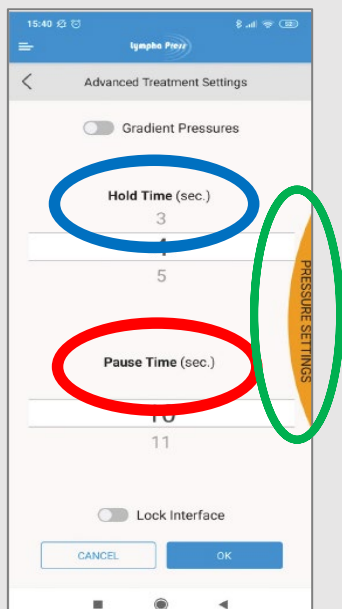 15:40
52
Lympha Press
Advanced Treatment Settings
Gradient Pressures
Hold Time (sec.)
3
4
5
PRESSURE SETTINGS
Pause Time (sec.)
10
11
Lock Interface
CANCEL
OK